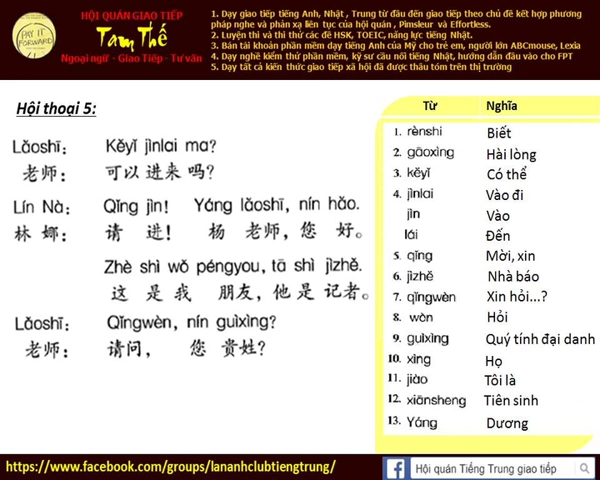 PAY IT
FORWARD
HỘI QUÁN GIAO TIẾP
Tam Thế
Ngoại ngữ - Giao Tiếp - Tư vấn
1. Dạy giao tiếp tiếng Anh, Nhật , Trung từ đầu đến giao tiếp theo chủ đề kết hợp phương
pháp nghe và phản xạ liên tục của hội quán , Pimsleur và Effortless.
2. Luyện thi và thi thử các đề HSK, TOEIC, năng lực tiếng Nhật.
3. Bán tài khoản phần mềm dạy tiếng Anh của Mỹ cho trẻ em, người lớn ABCmouse, Lexia
4. Dạy nghề kiểm thử phần mềm, kỹ sư cầu nối tiếng Nhật, hướng dẫn đầu vào cho FPT
5. Dạy tất cả kiến thức giao tiếp xã hội đã được thâu tóm trên thị trường
Hội thoại 5:
Lǎoshī: Kěyǐ jìnlai ma?
老师: 可以进来吗?
Lín Nà: Qǐng jìn! Yáng lǎoshī, nín hǎo.
林娜: 请 进! 杨 老师, 您 好。
Zhè shì wǒ péngyou, tā shì jìzhě.
这 是 我 朋友, 他 是 记者。
Lǎoshī: Qǐngwèn, nín guìxìng?
老师: 请问, 您 贵姓?
Từ Nghĩa
1. rènshi Biết
2. gāoxìng Hài lòng
3. kěyǐ Có thể
4. jìnlai Vào đi
jìn Vào
lái Đến
5. qǐng Mời, xin
6. jìzhě Nhà báo
7. qǐngwèn Xin hỏi...?
8. wèn Hỏi
9. guìxìng Quý tính đại danh
10. xìng Họ
11. jiào Tôi là
12. xiānsheng Tiên sinh
13. Yáng Dương
https://www.facebook.com/groups/lananhclubtiengtrung/
f Hội quán Tiếng Trung giao tiếp